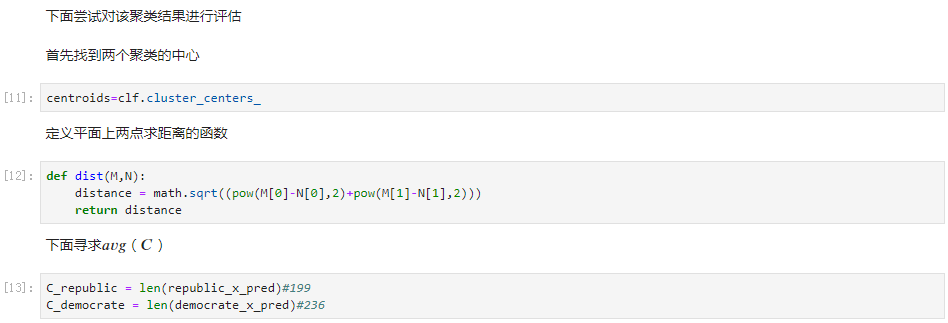 下面尝试对该聚类结果进行评估
首先找到两个聚类的中心
[11]: centroids=clf.cluster_centers_
定义平面上两点求距离的函数
[12]: def dist(M,N):
    distance = math.sqrt((pow(M[0]-N[0],2)+pow(M[1]-N[1],2)))
    return distance
下面寻求avg（C）
[13]: C_republic = len(republic_x_pred)#199
C_democrate = len(democrate_x_pred)#236